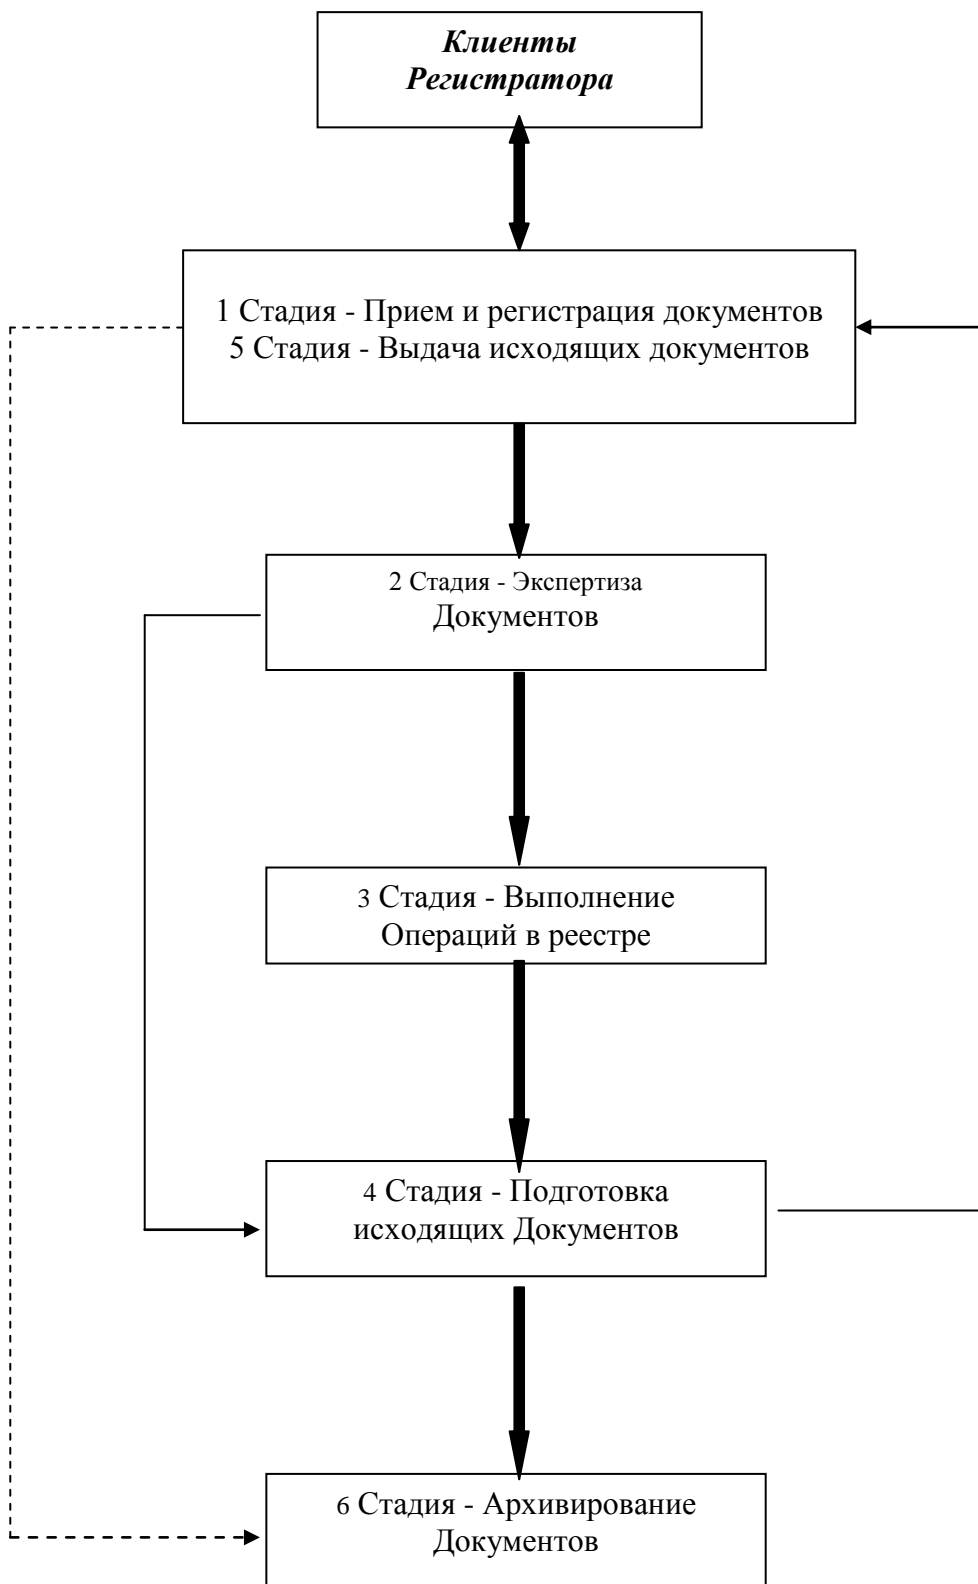 Клиенты
Регистратора
1 Стадия - Прием и регистрация документов
5 Стадия - Выдача исходящих документов
2 Стадия - Экспертиза
Документов
3 Стадия - Выполнение
Операций в реестре
4 Стадия - Подготовка
исходящих Документов
6 Стадия - Архивирование
Документов